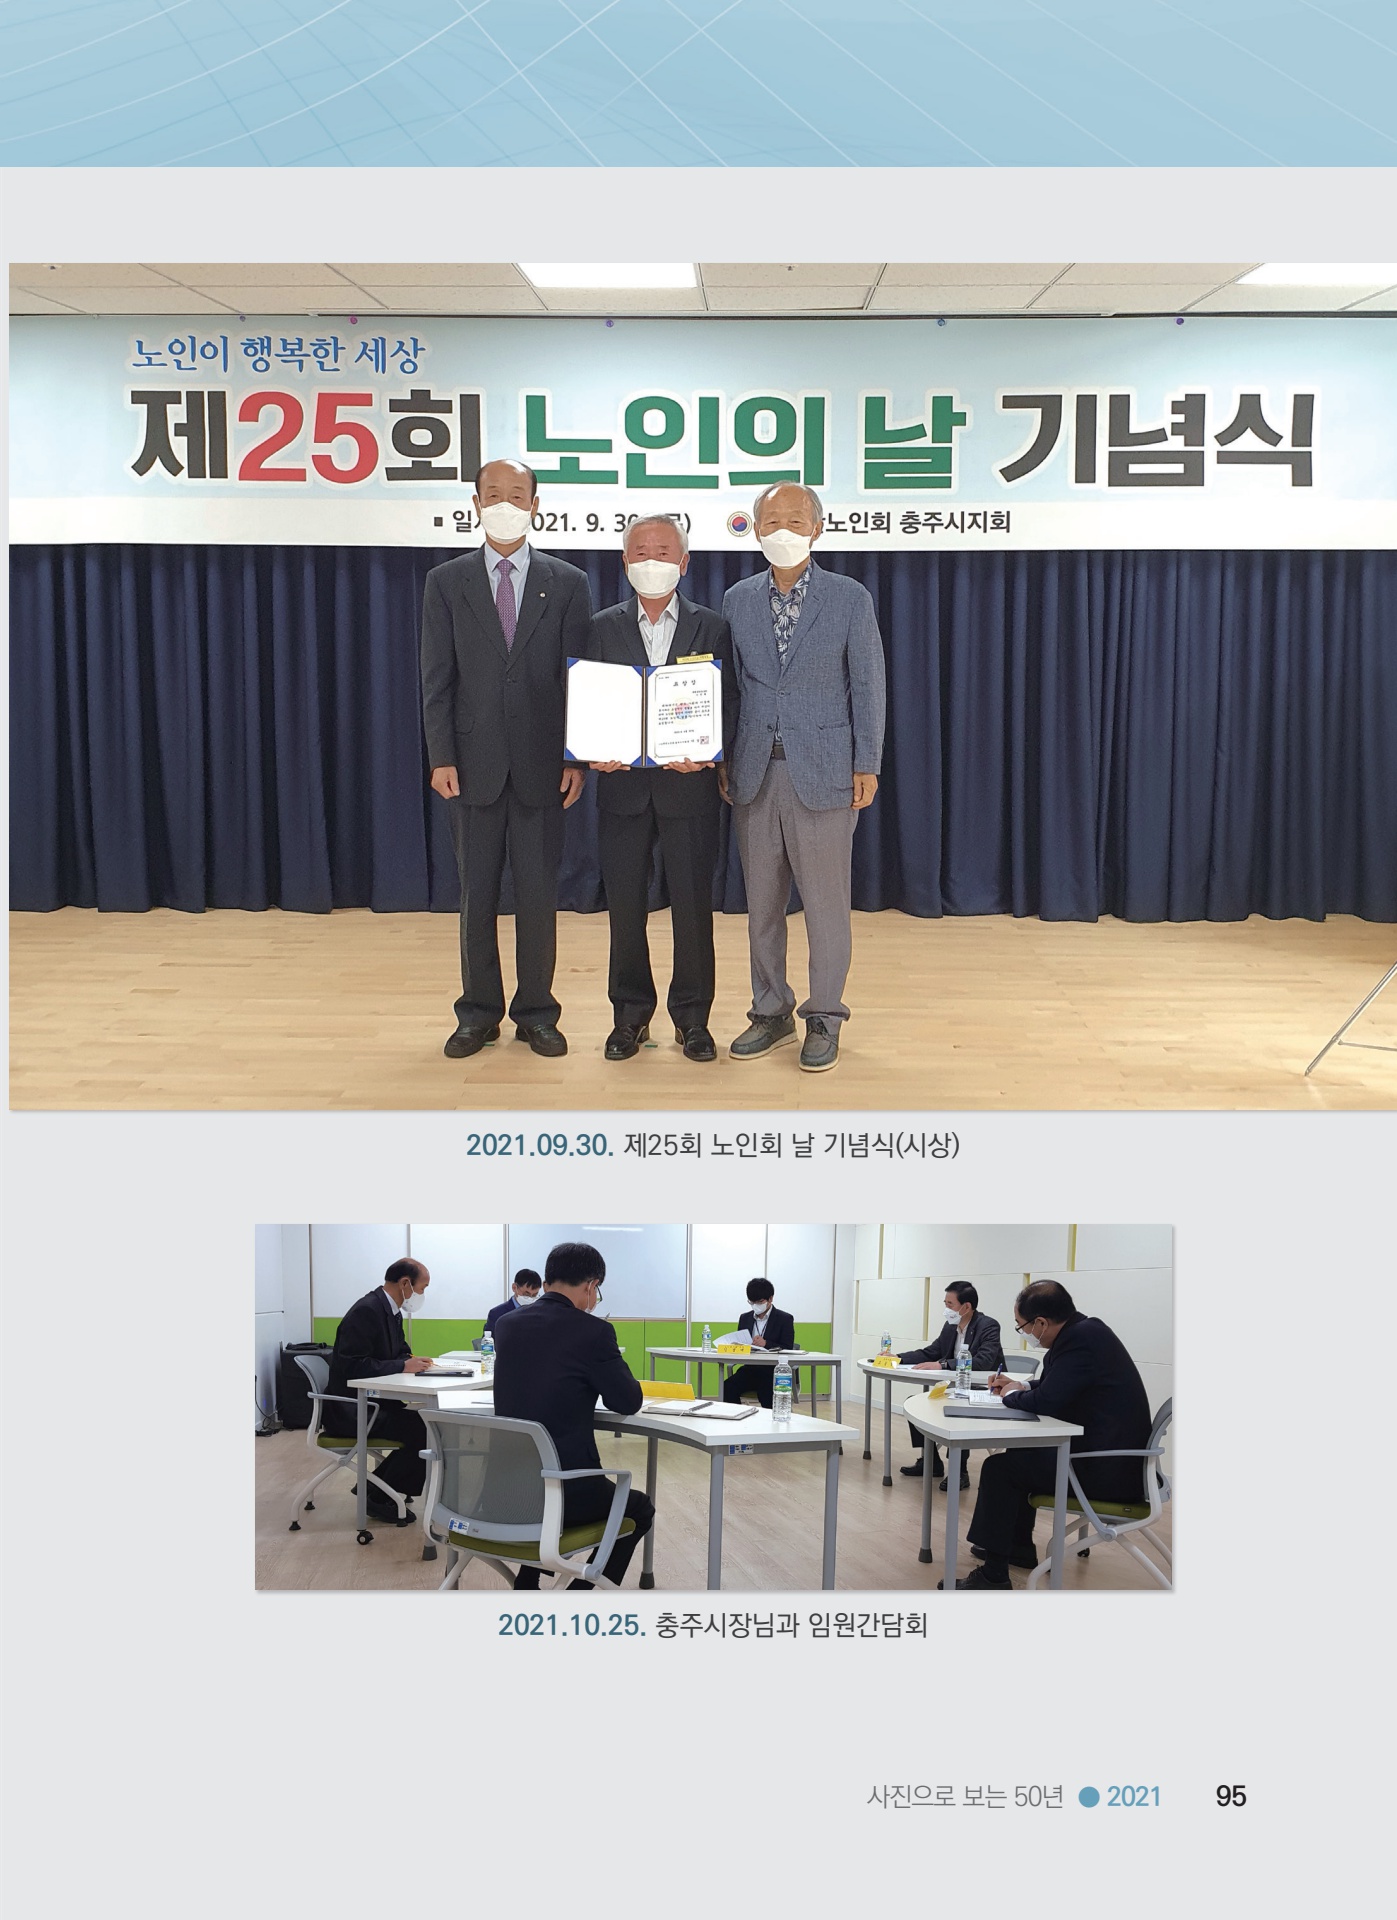 노인이 행복한 세상
제25회 노인의 날 기념식
▪ 일 021. 9. 30 노인회 충주시지회
표 창 장
2021.09.30. 제25회 노인회 날 기념식(시상)
2021.10.25. 충주시장님과 임원간담회
사진으로 보는 50년 ● 2021 95